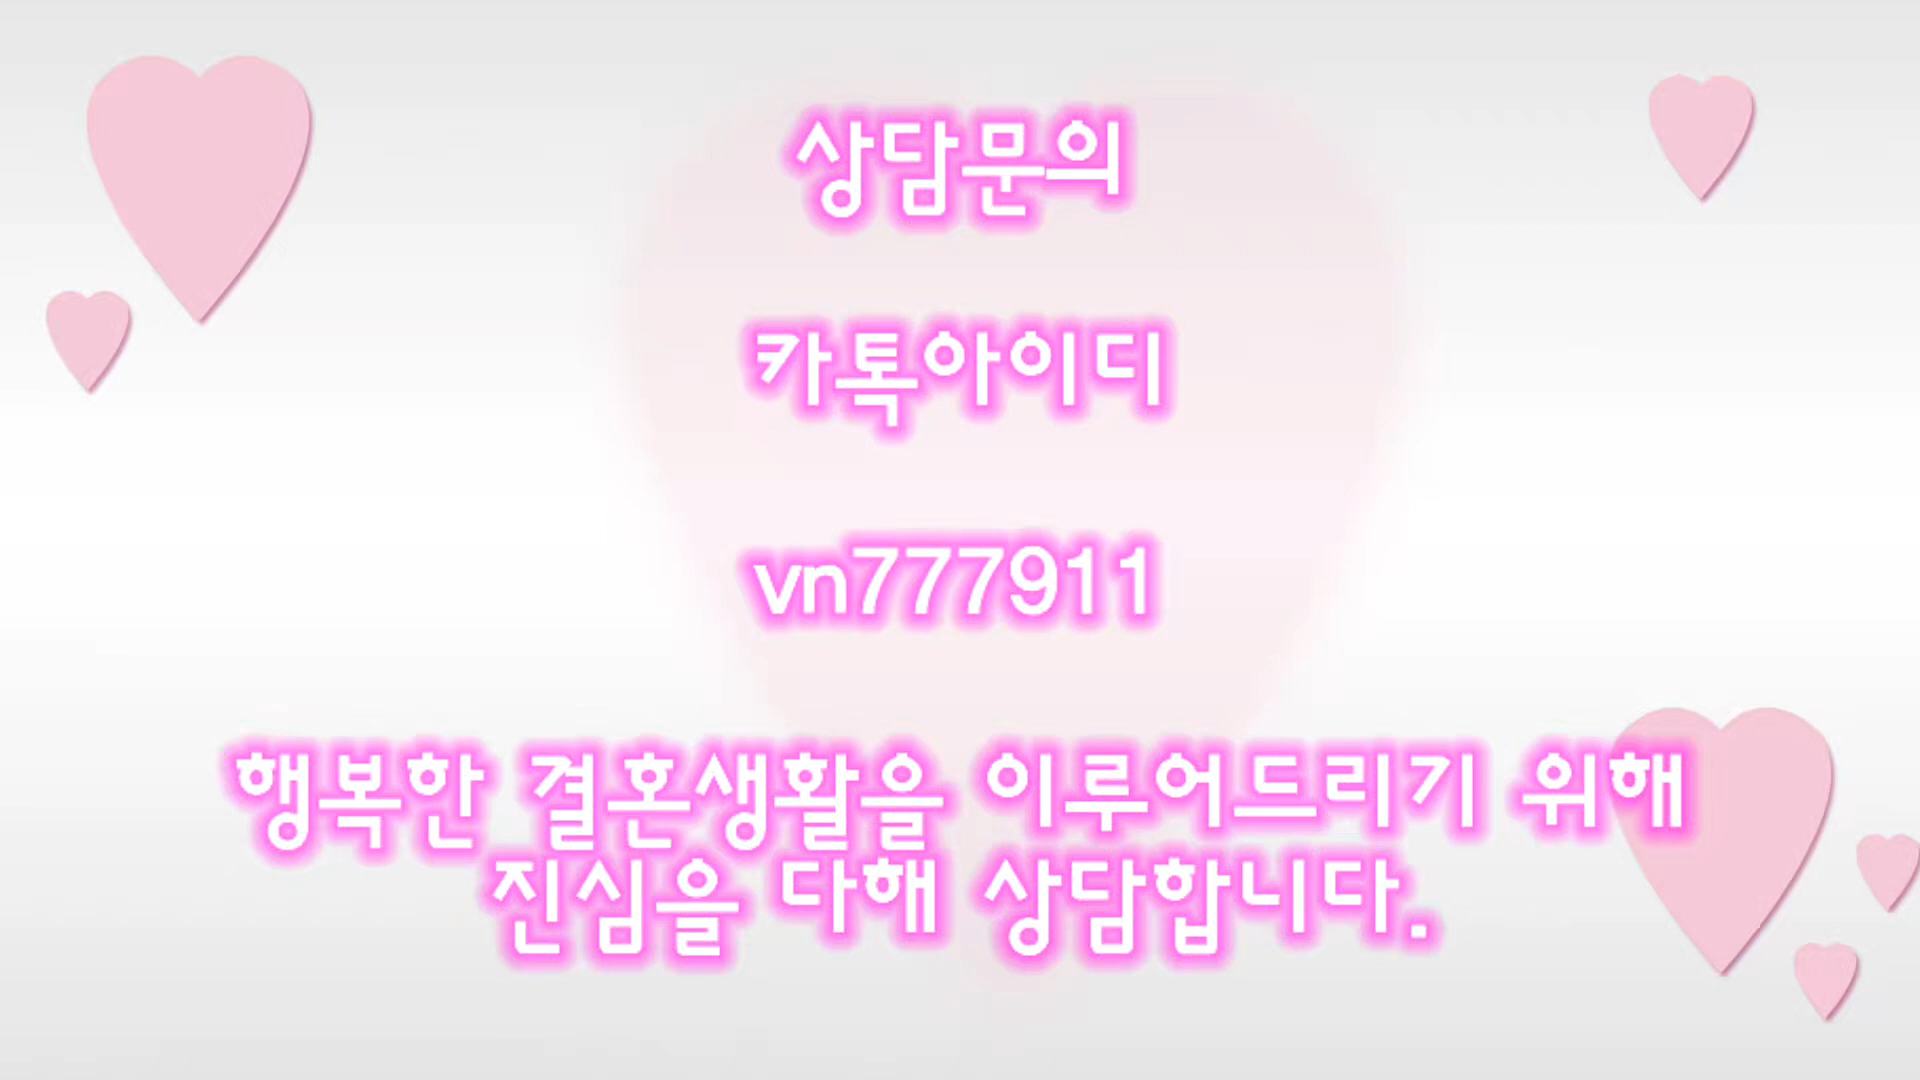 상담문의
카톡아이디
vn777911
행복한 결혼생활을 이루어드리기 위해
진심을 다해 상담합니다.